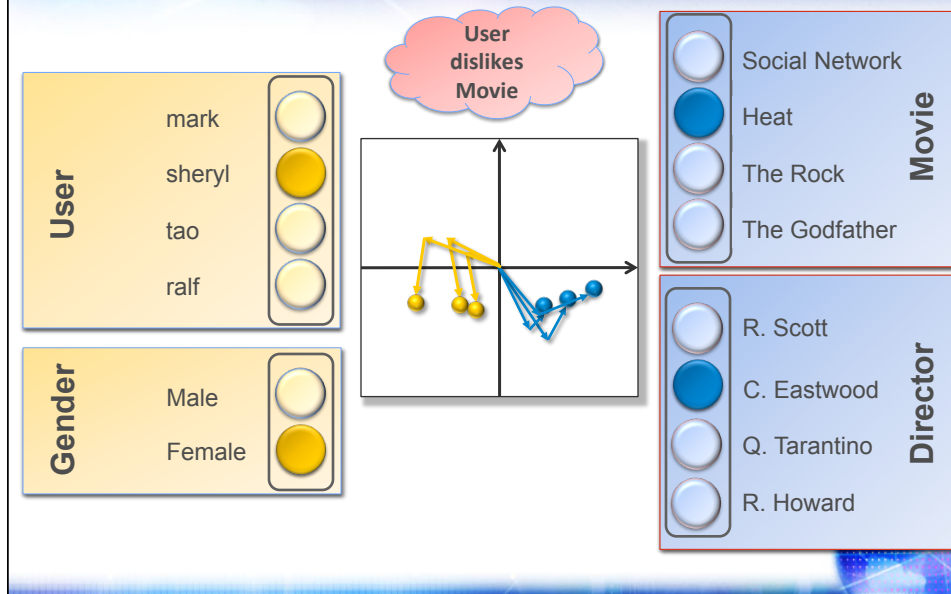 User
dislikes
Movie
User
mark
sheryl
tao
ralf
Gender
Male
Female
Social Network
Heat
The Rock
The Godfather
Movie
R. Scott
C. Eastwood
Q. Tarantino
R. Howard
Director